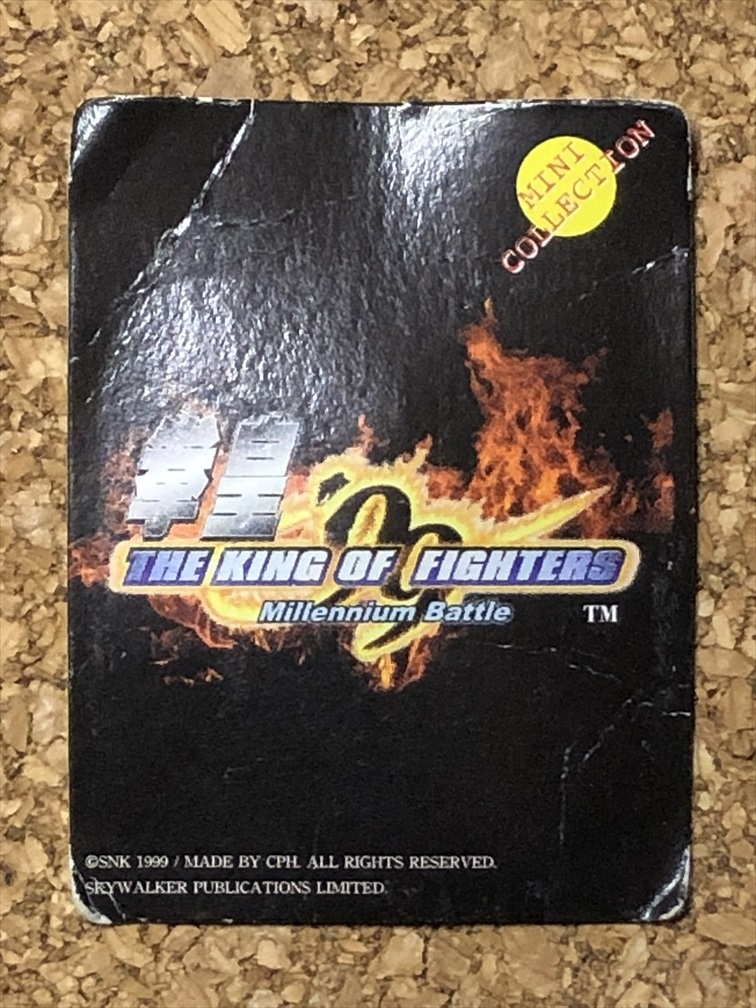 MINI
COLLECTION
拳皇
'99
THE KING OF FIGHTERS
Millennium Battle
TM
©SNK 1999 / MADE BY CPH. ALL RIGHTS RESERVED.
SKYWALKER PUBLICATIONS LIMITED.